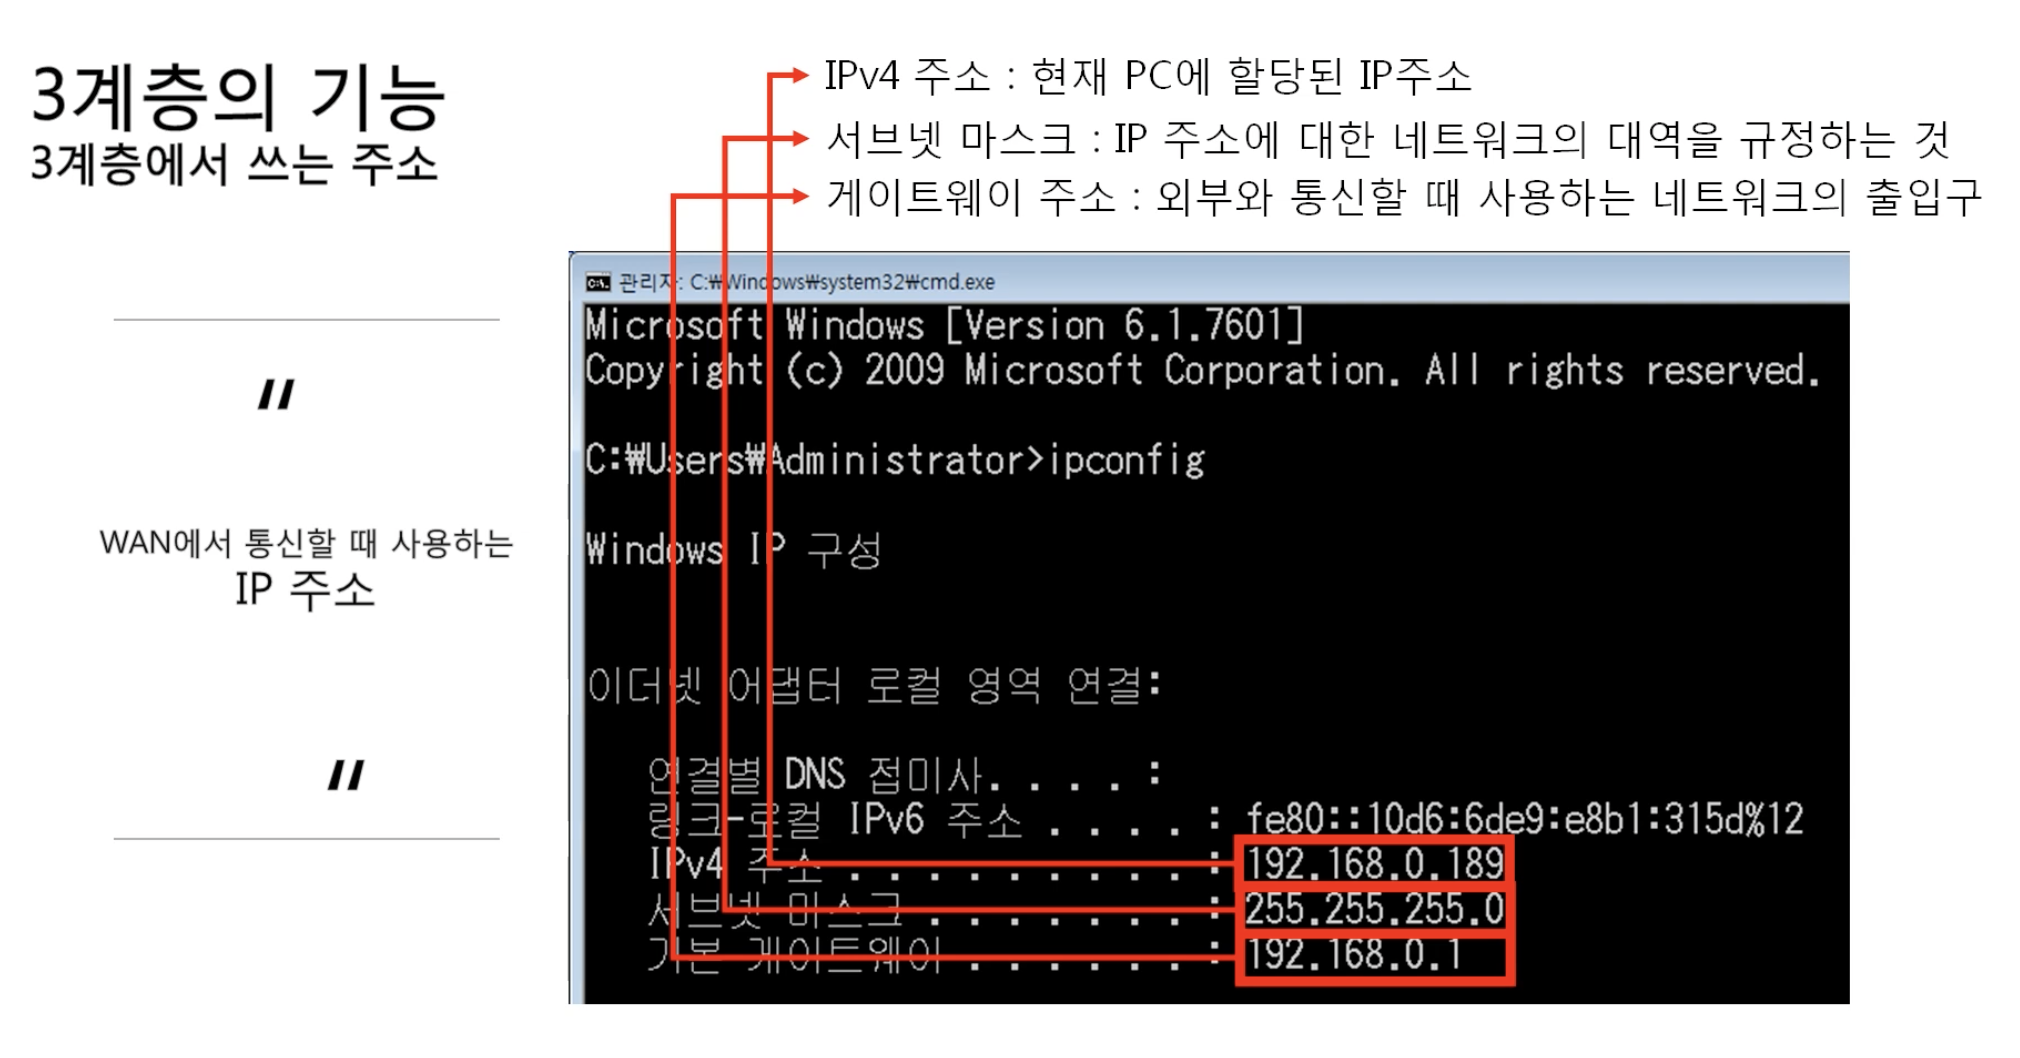 3계층의 기능
3계층에서 쓰는 주소
IPv4 주소 : 현재 PC에 할당된 IP주소
서브넷 마스크 : IP 주소에 대한 네트워크의 대역을 규정하는 것
게이트웨이 주소 : 외부와 통신할 때 사용하는 네트워크의 출입구
"
WAN에서 통신할 때 사용하는
IP 주소
"
관리자: C:₩Windows₩system32₩cmd.exe
Microsoft Windows [Version 6.1.7601]
Copyright (c) 2009 Microsoft Corporation. All rights reserved.
C:₩Users₩Administrator>ipconfig
Windows IP 구성
이더넷 어댑터 로컬 영역 연결:
연결별 DNS 접미사. . . . :
링크-로컬 IPv6 주소 . . . . : fe80::10d6:6de9:e8b1:315d%12
IPv4 주소 . . . . . . . . . : 192.168.0.189
서브넷 마스크 . . . . . . . : 255.255.255.0
기본 게이트웨이 . . . . . . : 192.168.0.1